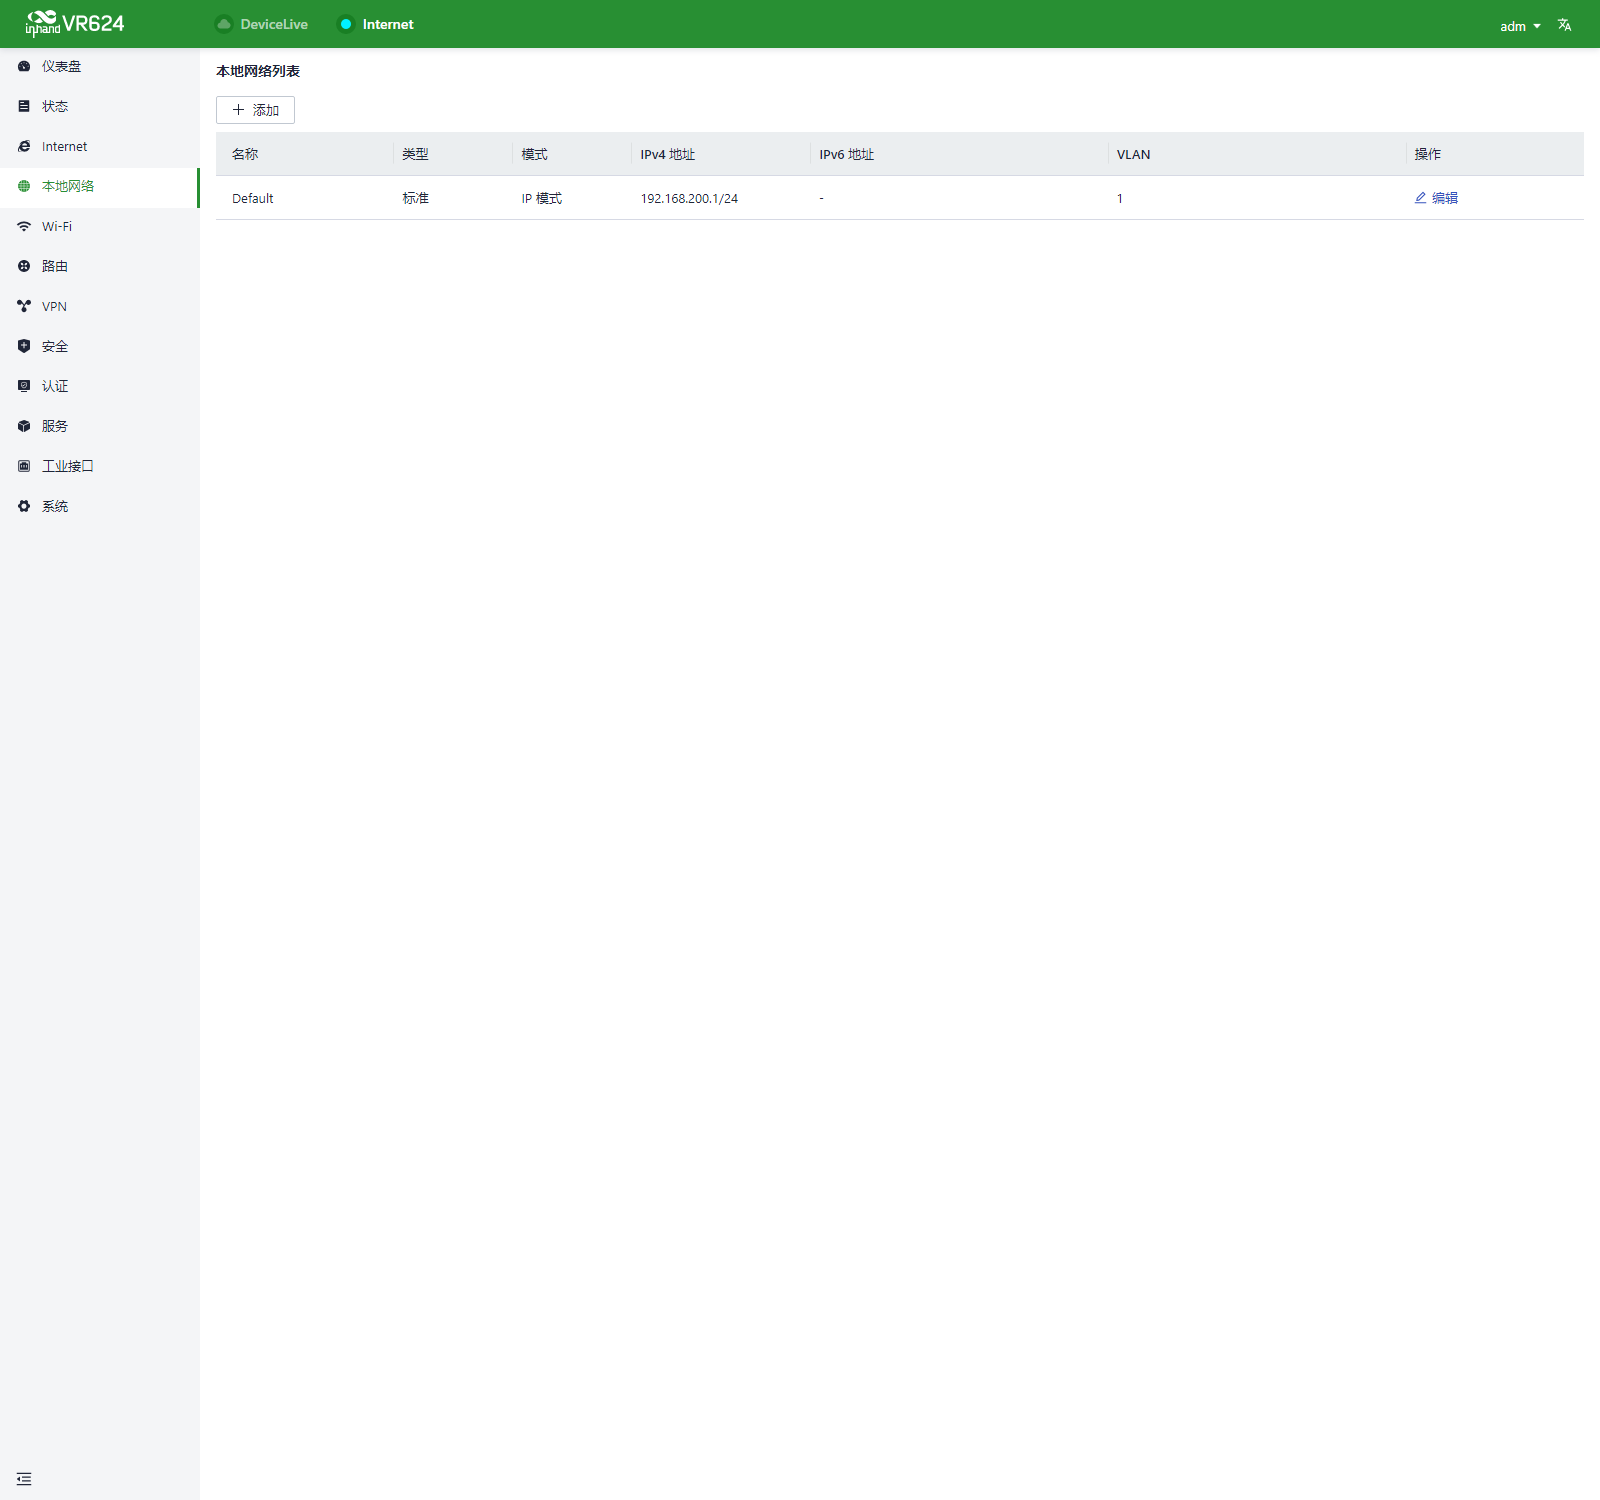 inhand VR624
DeviceLive
Internet
adm
仪表盘
状态
Internet
本地网络
Wi-Fi
路由
VPN
安全
认证
服务
工业接口
系统
本地网络列表
添加
名称 类型 模式 IPv4 地址 IPv6 地址 VLAN 操作
Default 标准 IP 模式 192.168.200.1/24 - 1 编辑